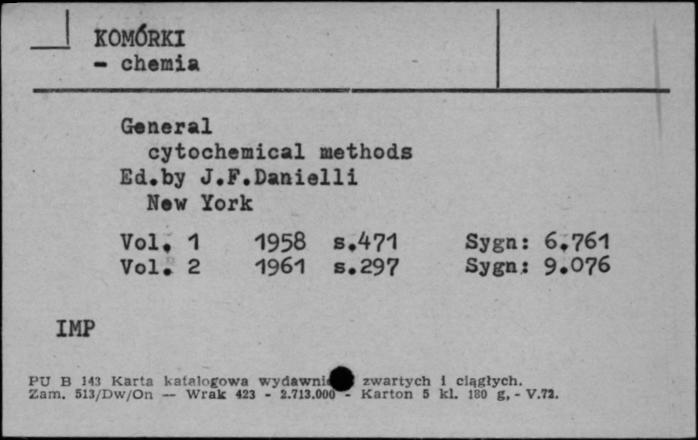 KOMÓRKI
- chemia
General
cytochemical methods
Ed.by J.F.Danielli
New York
Vol. 1 1958 s.471 Sygn: 6.761
Vol. 2 1961 s.297 Sygn: 9.076
IMP
PU B 143 Karta katalogowa wydawni zwartych i ciągłych.
Zam. 513/Dw/On — Wrak 423 - 2.713.000 - Karton 5 kl. 180 g, - V.72.